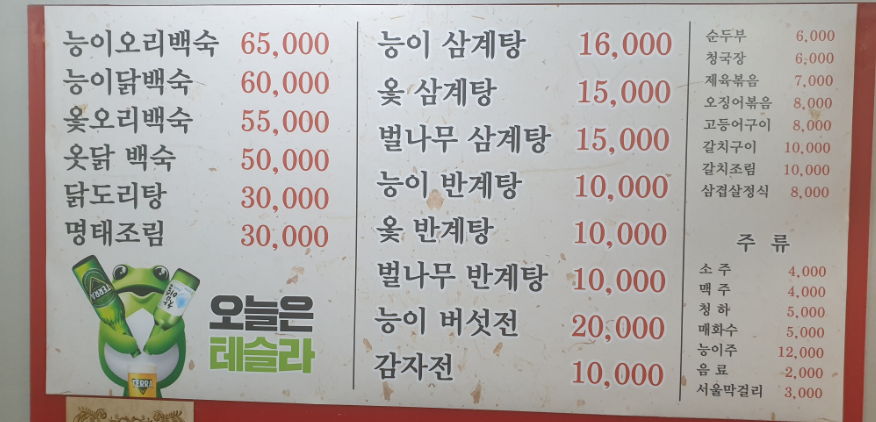 능이오리백숙 65,000
능이닭백숙 60,000
옻오리백숙 55,000
옷닭 백숙 50,000
닭도리탕 30,000
명태조림 30,000
TERRA
TERRA
오늘은
테슬라
능이 삼계탕 16,000
옻 삼계탕 15,000
벌나무 삼계탕 15,000
능이 반계탕 10,000
옻 반계탕 10,000
벌나무 반계탕 10,000
능이 버섯전 20,000
감자전 10,000
순두부 6,000
청국장 6,000
제육볶음 7,000
오징어볶음 8,000
고등어구이 8,000
갈치구이 10,000
갈치조림 10,000
삼겹살정식 8,000
주 류
소 주 4,000
맥 주 4,000
청 하 5,000
매화수 5,000
능이주 12,000
음 료 2,000
서울막걸리 3,000